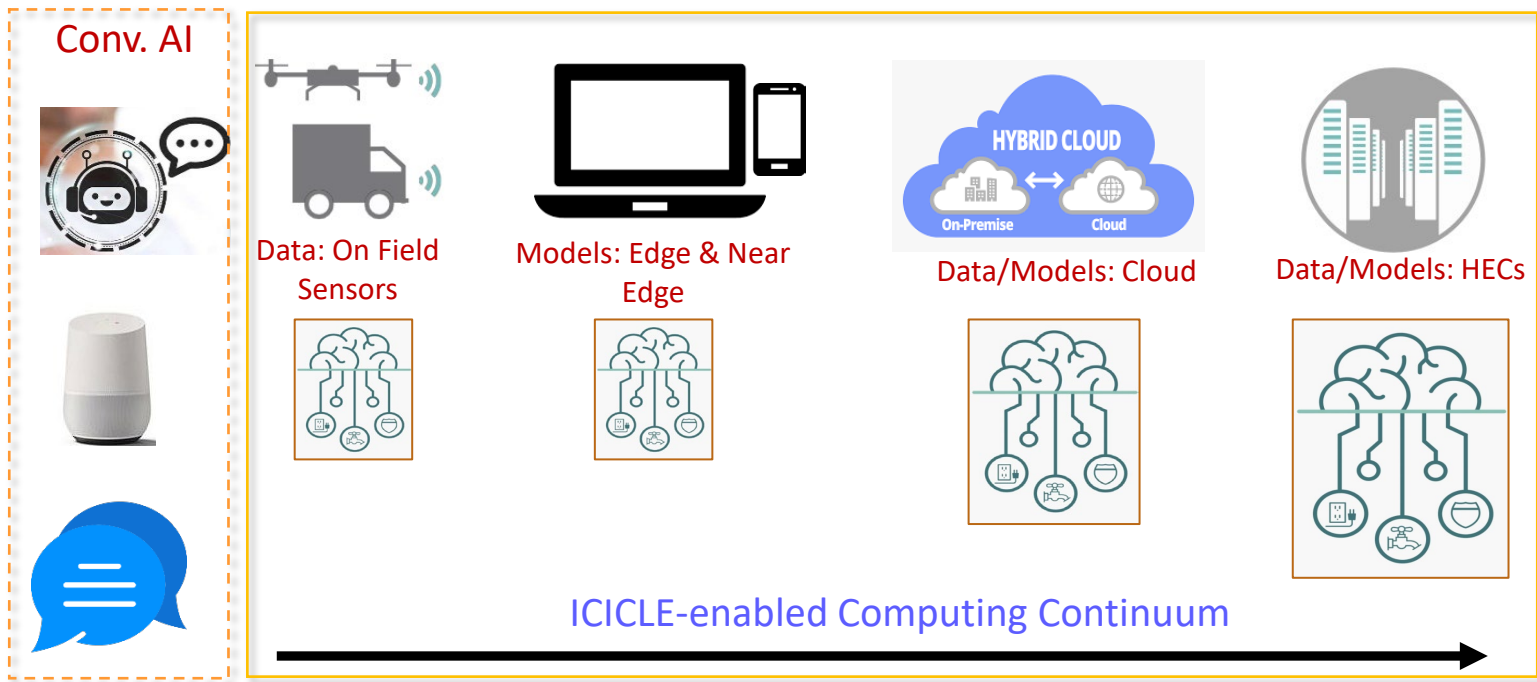 Conv. AI
Data: On Field
Sensors
Models: Edge & Near
Edge
HYBRID CLOUD
On-Premise
Cloud
Data/Models: Cloud
Data/Models: HECs
ICICLE-enabled Computing Continuum